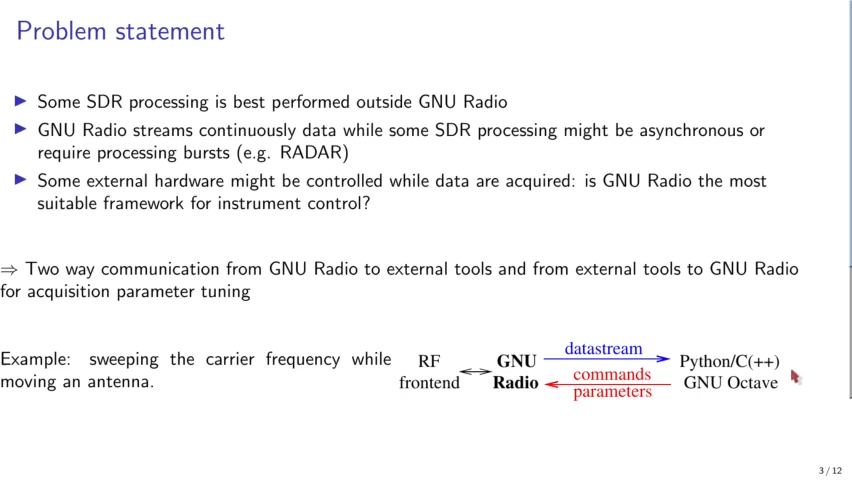 Problem statement
▶ Some SDR processing is best performed outside GNU Radio
▶ GNU Radio streams continuously data while some SDR processing might be asynchronous or
require processing bursts (e.g. RADAR)
▶ Some external hardware might be controlled while data are acquired: is GNU Radio the most
suitable framework for instrument control?
⇒ Two way communication from GNU Radio to external tools and from external tools to GNU Radio
for acquisition parameter tuning
Example: sweeping the carrier frequency while
moving an antenna.
RF
frontend
GNU
Radio
datastream
commands
parameters
Python/C(++)
GNU Octave
3 / 12